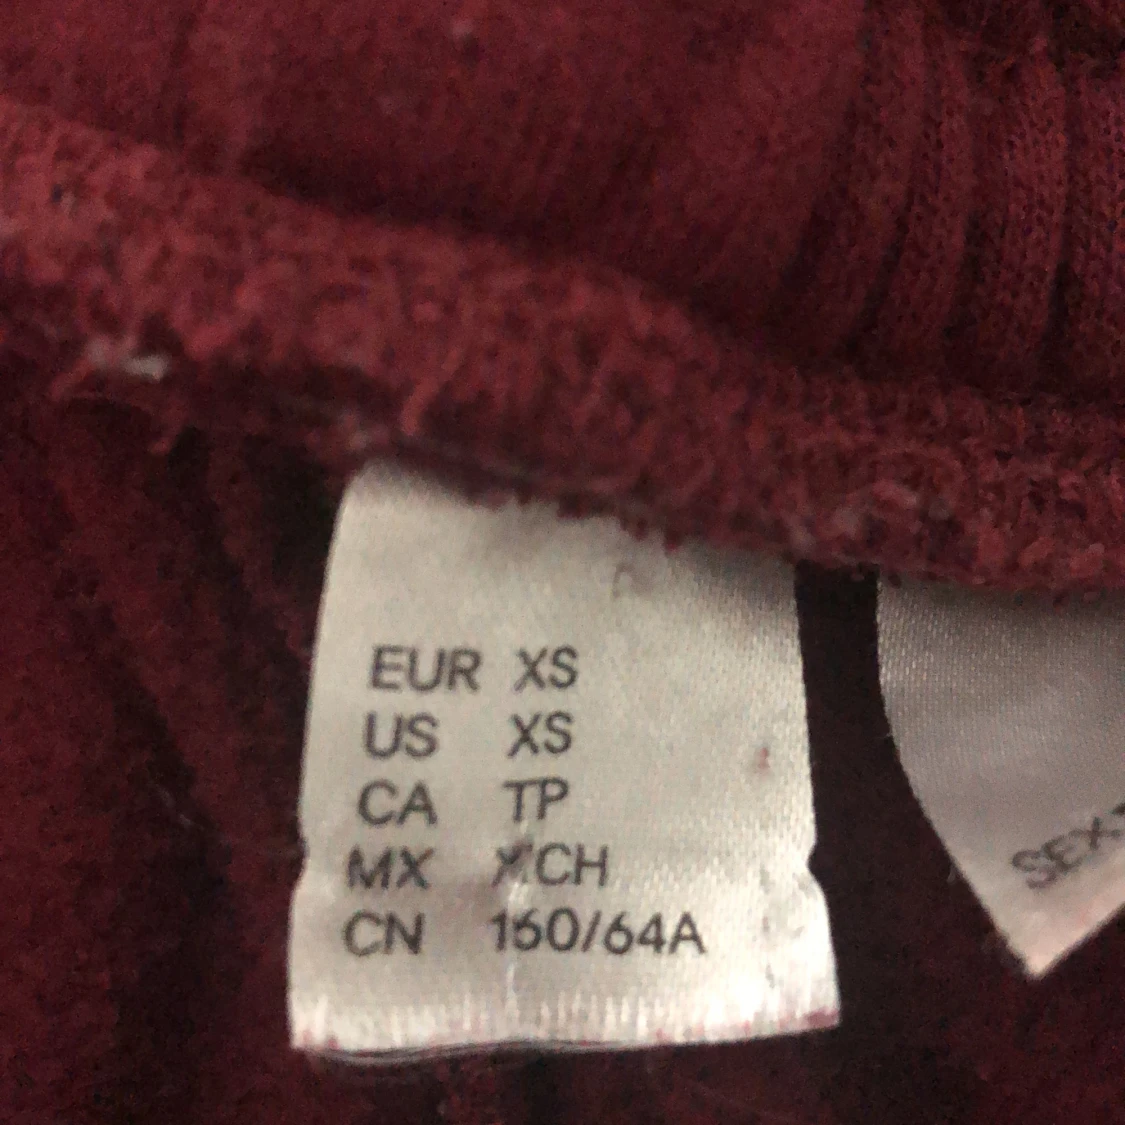 EUR XS
US XS
CA TP
MX XCH
CN 160/64A